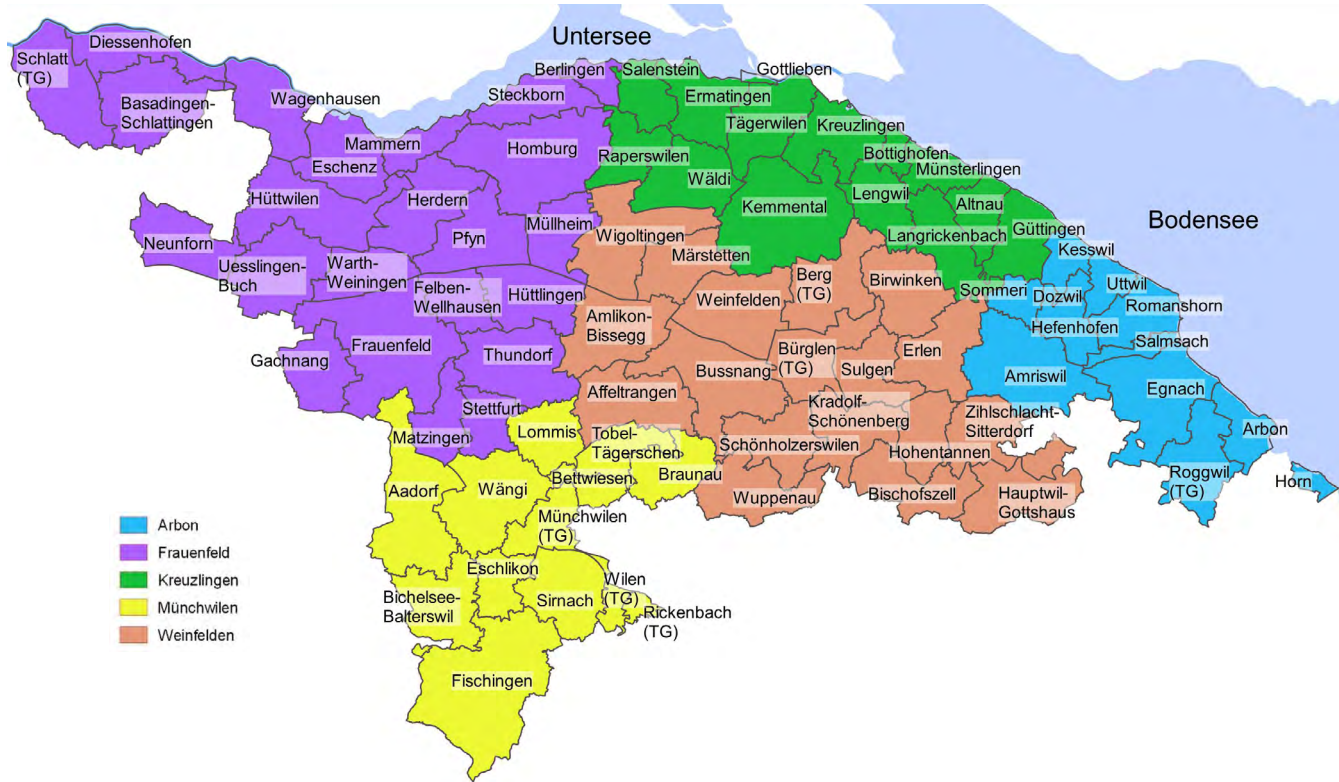 Untersee
Bodensee
Schlatt
(TG)
Diessenhofen
Basadingen-
Schlattingen
Wagenhausen
Mammern
Eschenz
Steckborn
Berlingen
Homburg
Hüttwilen
Herdern
Pfyn
Müllheim
Neunforn
Uesslingen-
Buch
Warth-
Weiningen
Felben-
Wellhausen
Hüttlingen
Gachnang
Frauenfeld
Thundorf
Stettfurt
Matzingen
Salenstein
Ermatingen
Gottlieben
Tägerwilen
Kreuzlingen
Raperswilen
Wäldi
Kemmental
Bottighofen
Münsterlingen
Lengwil
Altnau
Langrickenbach
Güttingen
Wigoltingen
Märstetten
Weinfelden
Berg
(TG)
Birwinken
Amlikon-
Bissegg
Bussnang
Bürglen
(TG)
Sulgen
Erlen
Affeltrangen
Kradolf-
Schönenberg
Zihlschlacht-
Sitterdorf
Schönholzerswilen
Hohentannen
Wuppenau
Bischofszell
Hauptwil-
Gottshaus
Kesswil
Sommeri
Dozwil
Uttwil
Romanshorn
Hefenhofen
Salmsach
Amriswil
Egnach
Arbon
Roggwil
(TG)
Horn
Lommis
Tobel-
Tägerschen
Braunau
Bettwiesen
Aadorf
Wängi
Münchwilen
(TG)
Eschlikon
Bichelsee-
Balterswil
Sirnach
Wilen
(TG)
Rickenbach
(TG)
Fischingen
Arbon
Frauenfeld
Kreuzlingen
Münchwilen
Weinfelden